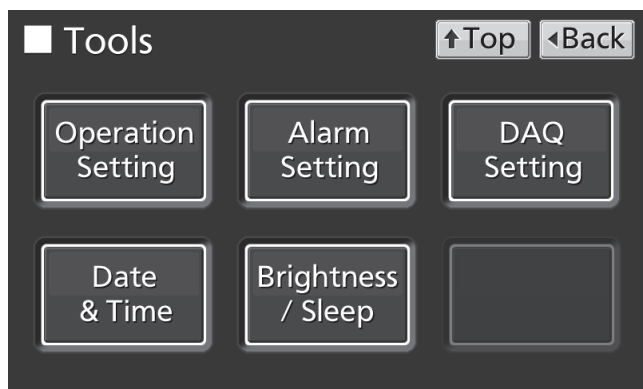 Tools
Top
Back
Operation
Setting
Alarm
Setting
DAQ
Setting
Date
& Time
Brightness
/ Sleep